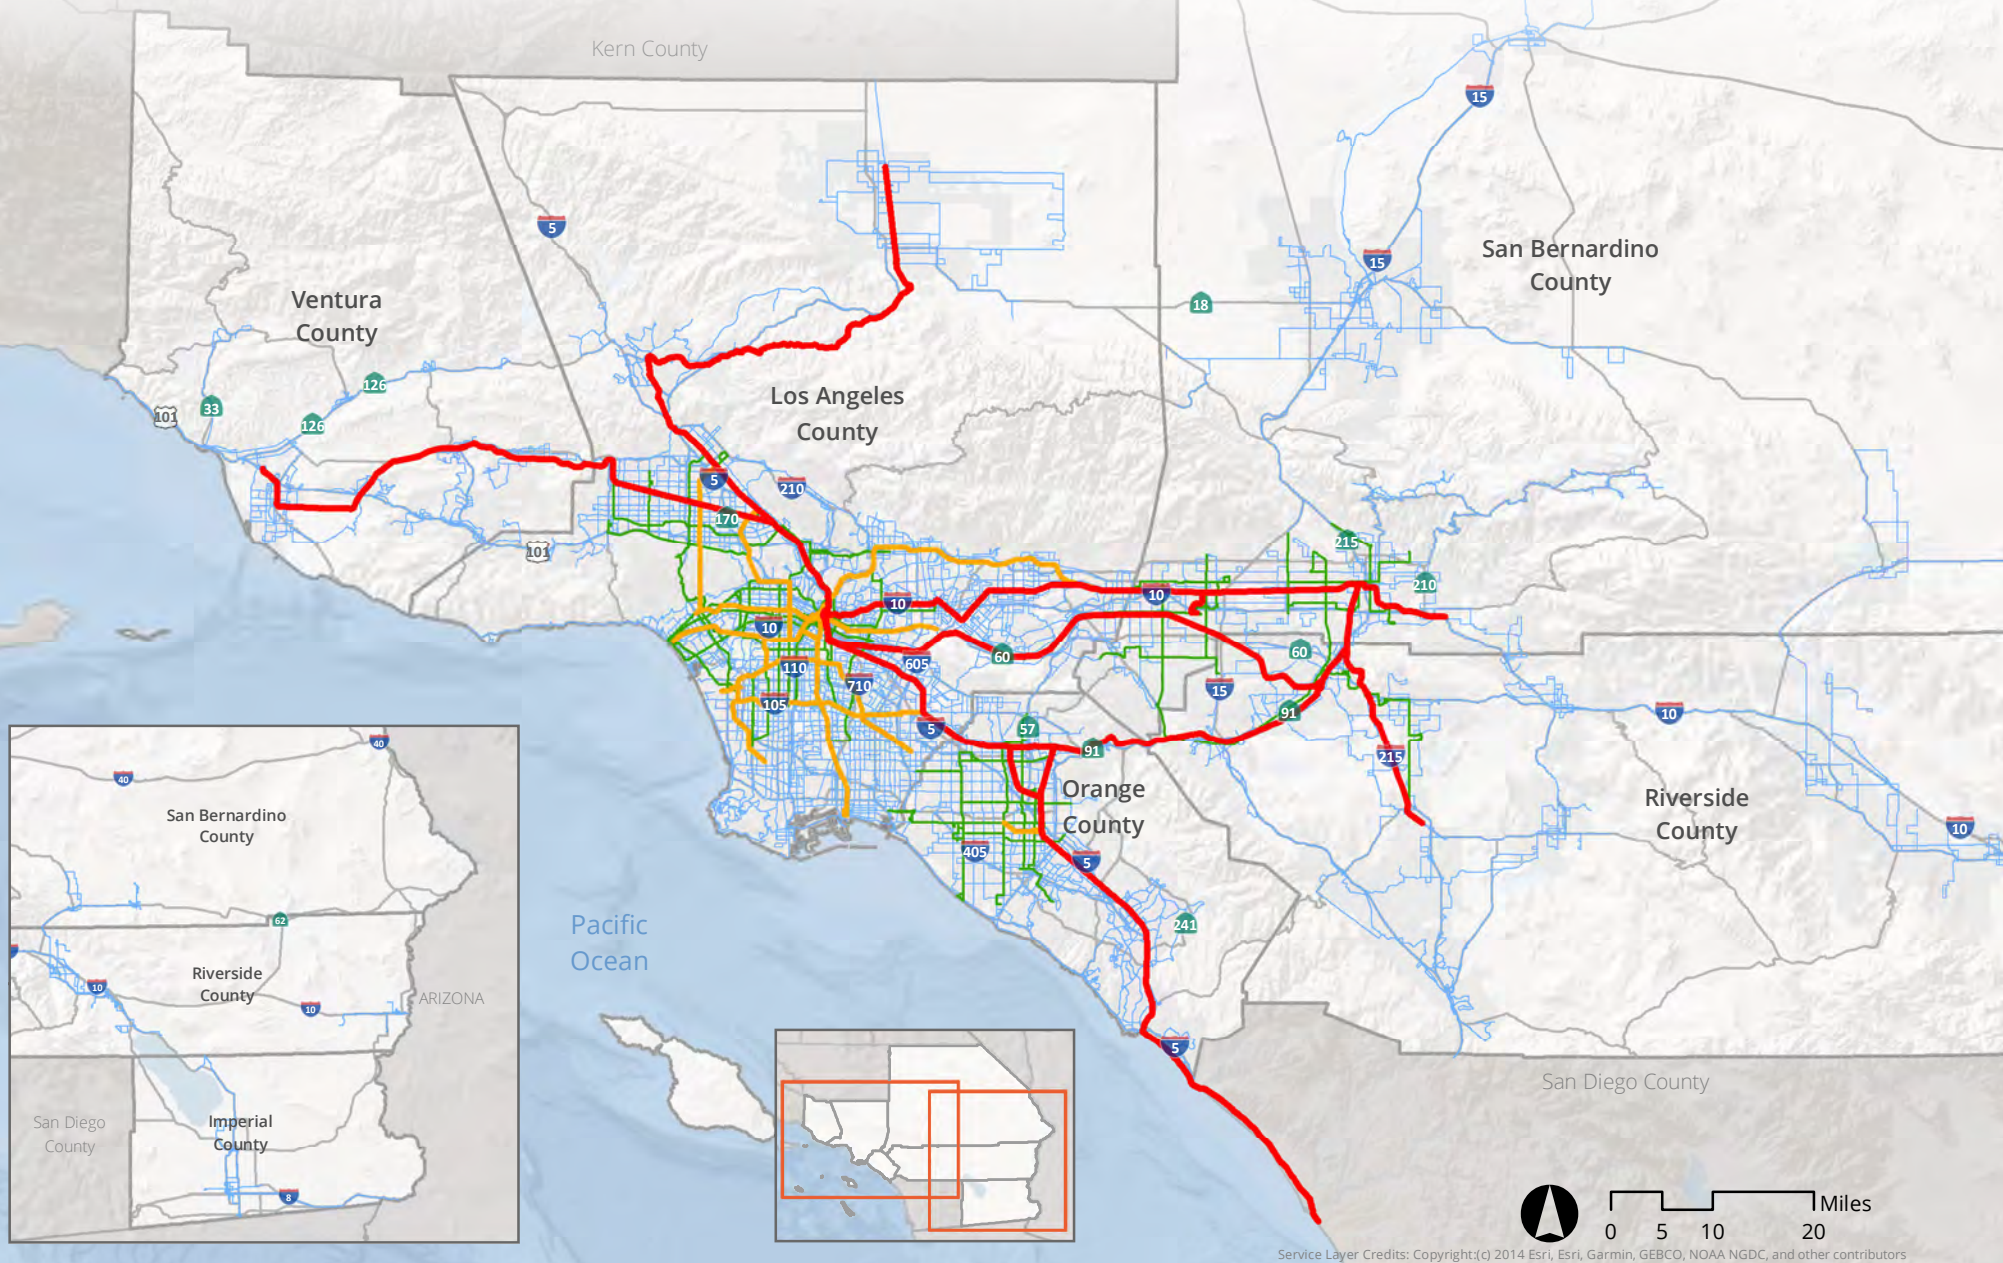 Kern County
15
5
San Bernardino
County
15
Ventura
County
18
126
Los Angeles
County
33
101
126
5
210
170
215
101
210
10
10
10
60
60
110
605
710
15
105
91
10
57
5
91
215
Orange
County
Riverside
County
10
405
5
241
Pacific
Ocean
5
San Diego County
40
40
San Bernardino
County
62
Riverside
County
10
10
ARIZONA
San Diego
County
Imperial
County
8
Miles
0 5 10 20
Service Layer Credits: Copyright:(c) 2014 Esri, Esri, Garmin, GEBCO, NOAA NGDC, and other contributors